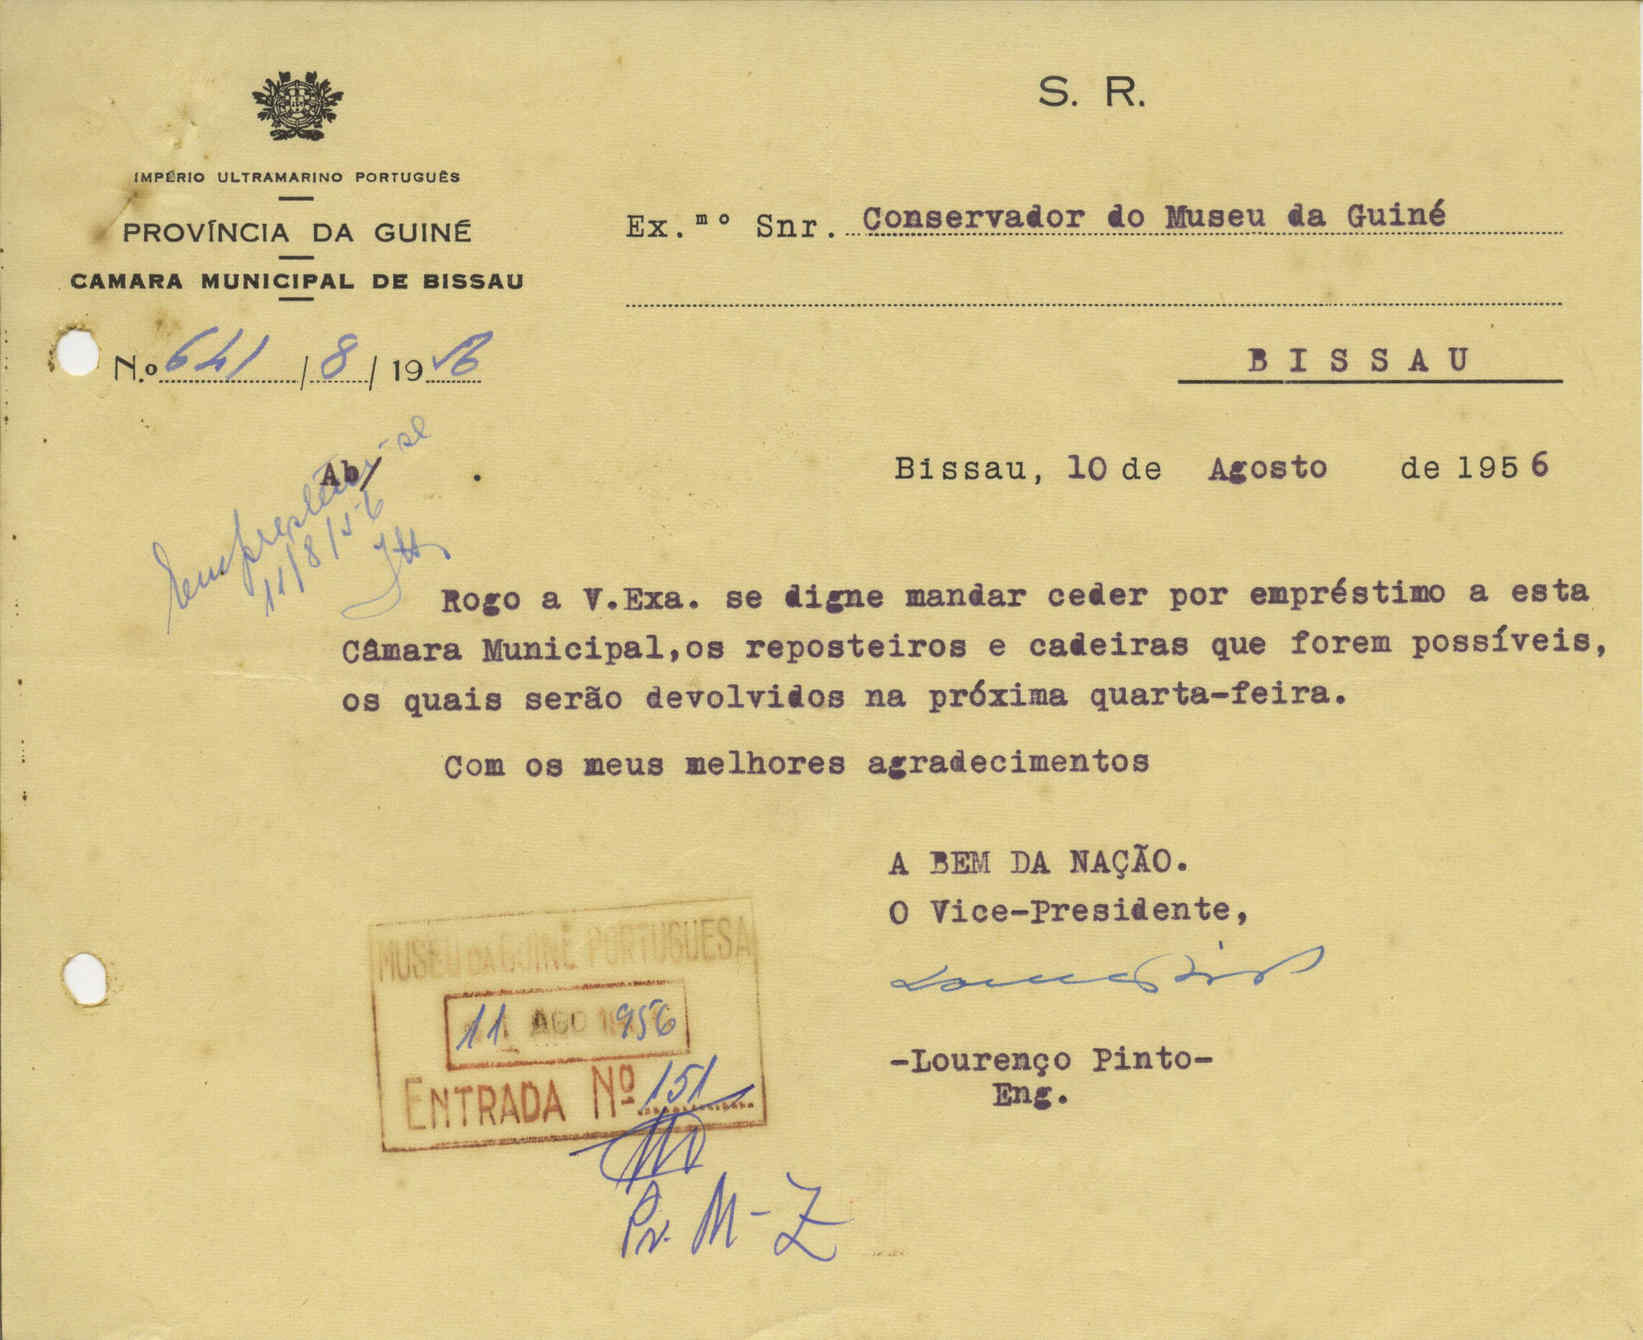 S. R.
IMPÉRIO ULTRAMARINO PORTUGUÊS
PROVÍNCIA DA GUINÉ
CAMARA MUNICIPAL DE BISSAU
N.º 641 / 8 / 1956
Ex.mo Snr. Conservador do Museu da Guiné
BISSAU
Ab/
Bissau, 10 de Agosto de 1956
Emprestou-se
11/8/56
Rogo a V.Exa. se digne mandar ceder por empréstimo a esta
Câmara Municipal,os reposteiros e cadeiras que forem possíveis,
os quais serão devolvidos na próxima quarta-feira.
Com os meus melhores agradecimentos
A BEM DA NAÇÃO.
O Vice-Presidente,
-Lourenço Pinto-
Eng.
MUSEU DA GUINÉ PORTUGUESA
11 AGO 1956
ENTRADA Nº 151
Pr. M-Z